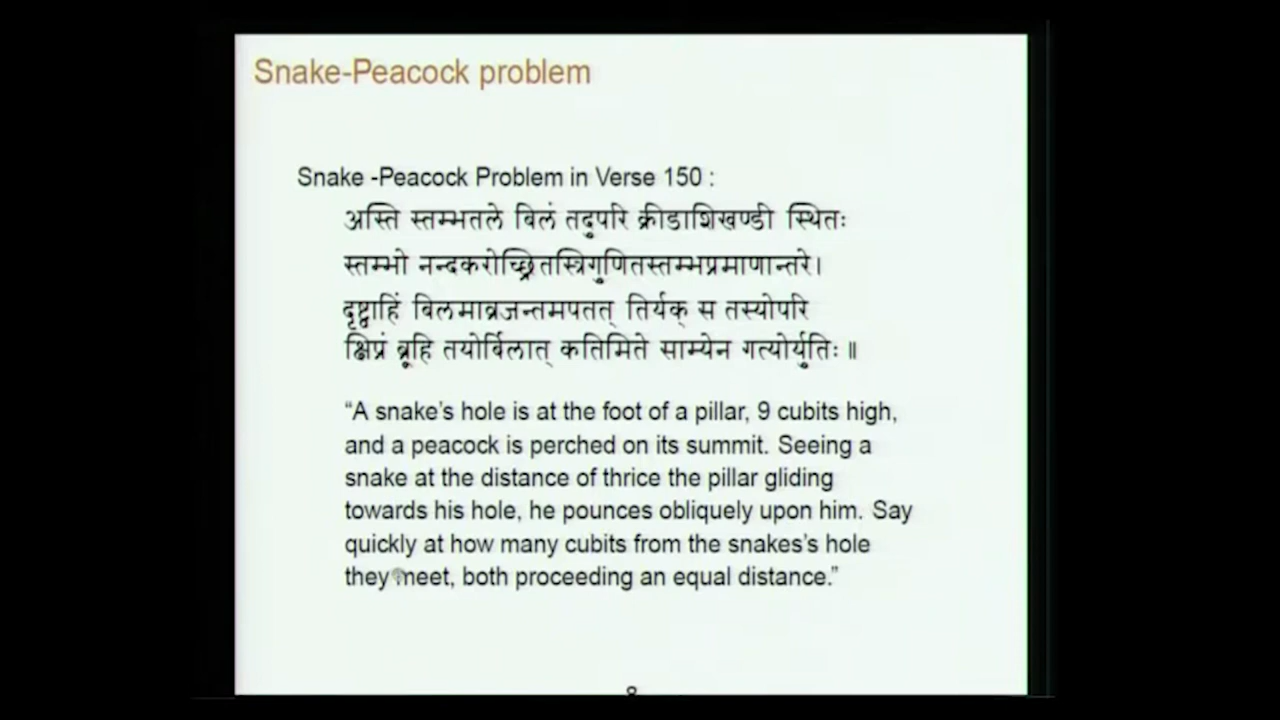 Snake-Peacock problem
Snake -Peacock Problem in Verse 150 :
अस्ति स्तम्भतले बिलं तदुपरि क्रीडाशिखण्डी स्थितः
स्तम्भो नन्दकरोच्छ्रितस्त्रिगुणितस्तम्भप्रमाणान्तरे।
दृष्ट्वाहिं बिलमाव्रजन्तमपतत् तिर्यक् स तस्योपरि
क्षिप्रं ब्रूहि तयोर्बिलात् कतिमिते साम्येन गत्योर्युतिः ॥
“A snake’s hole is at the foot of a pillar, 9 cubits high,
and a peacock is perched on its summit. Seeing a
snake at the distance of thrice the pillar gliding
towards his hole, he pounces obliquely upon him. Say
quickly at how many cubits from the snakes’s hole
they meet, both proceeding an equal distance.”
8